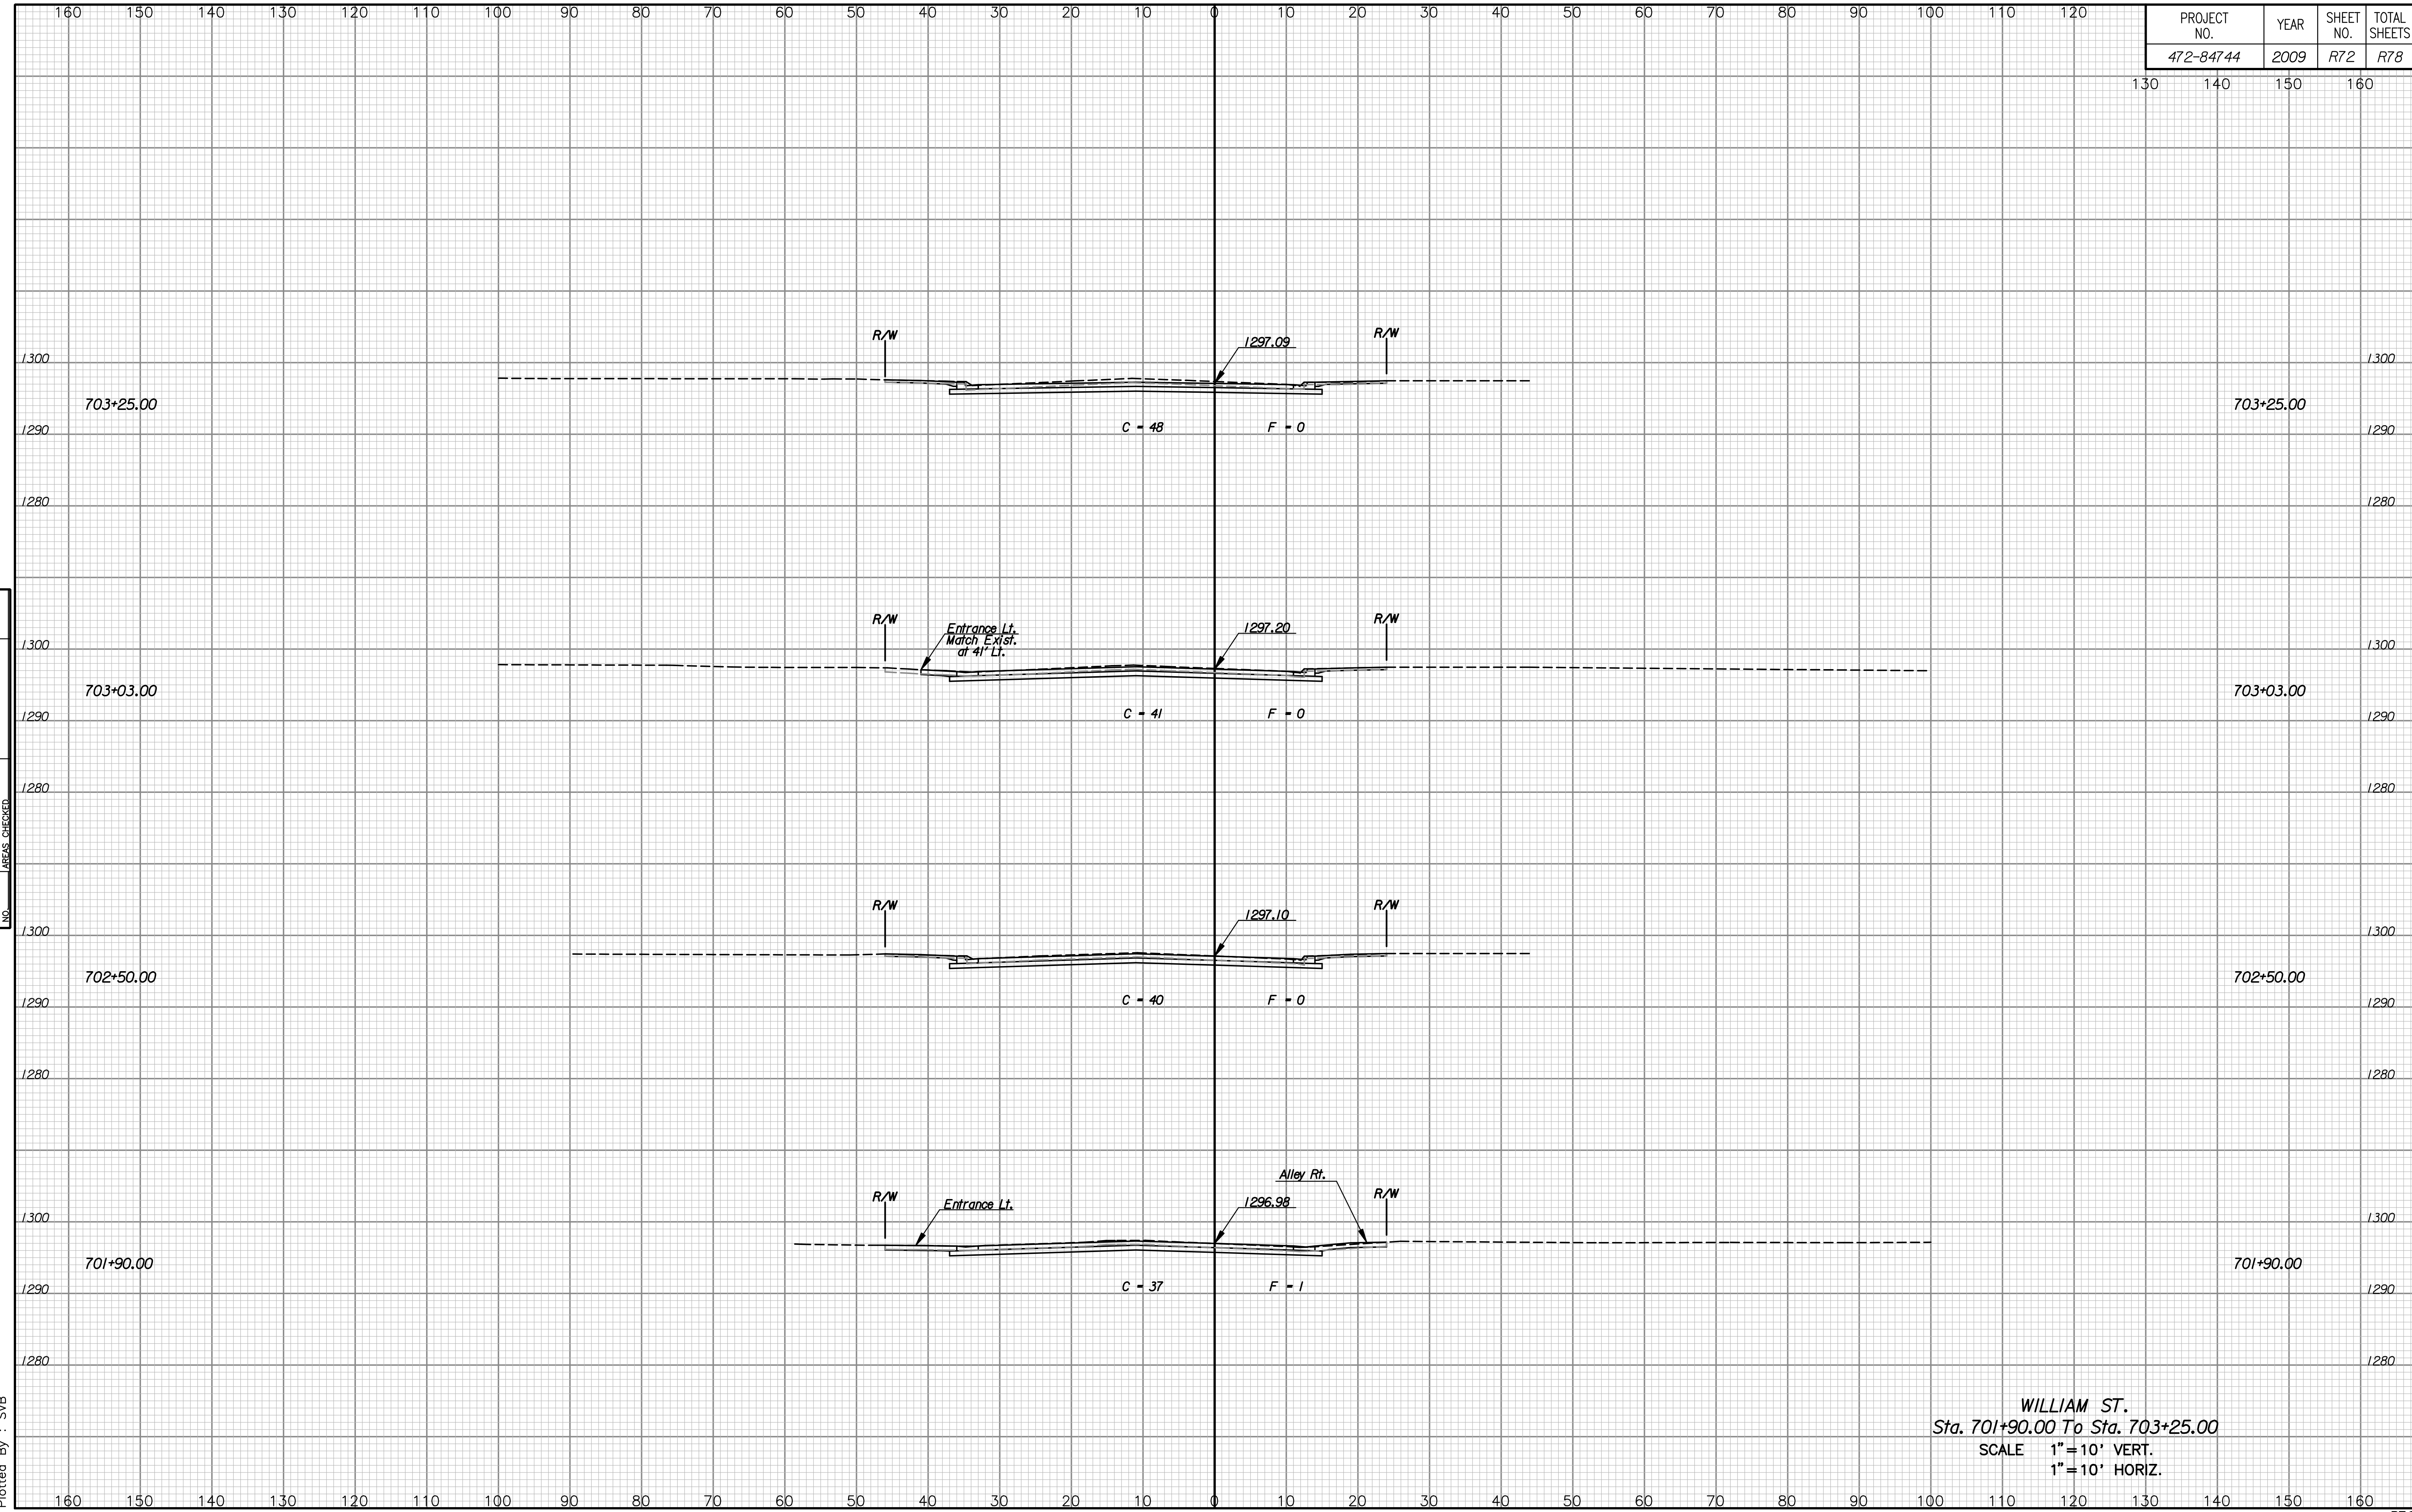 160 150 140 130 120 110 100 90 80 70 60 50 40 30 20 10 0 10 20 30 40 50 60 70 80 90 100 110 120
PROJECT NO. YEAR SHEET NO. TOTAL SHEETS
472-84744 2009 R72 R78
130 140 150 160
R/W 1297.09 R/W
1300 1300
703+25.00 703+25.00
C = 48 F = 0
1290 1290
1280 1280
R/W Entrance Lt. 1297.20 R/W
Match Exist.
at 41' Lt.
1300 1300
703+03.00 703+03.00
C = 41 F = 0
1290 1290
1280 1280
AREAS CHECKED
NO.
R/W 1297.10 R/W
1300 1300
702+50.00 702+50.00
C = 40 F = 0
1290 1290
1280 1280
Alley Rt.
R/W Entrance Lt. 1296.98 R/W
1300 1300
701+90.00 701+90.00
C = 37 F = 1
1290 1290
1280 1280
Plotted By : SVB
WILLIAM ST.
Sta. 701+90.00 To Sta. 703+25.00
SCALE 1"=10' VERT.
1"=10' HORIZ.
160 150 140 130 120 110 100 90 80 70 60 50 40 30 20 10 0 10 20 30 40 50 60 70 80 90 100 110 120 130 140 150 160